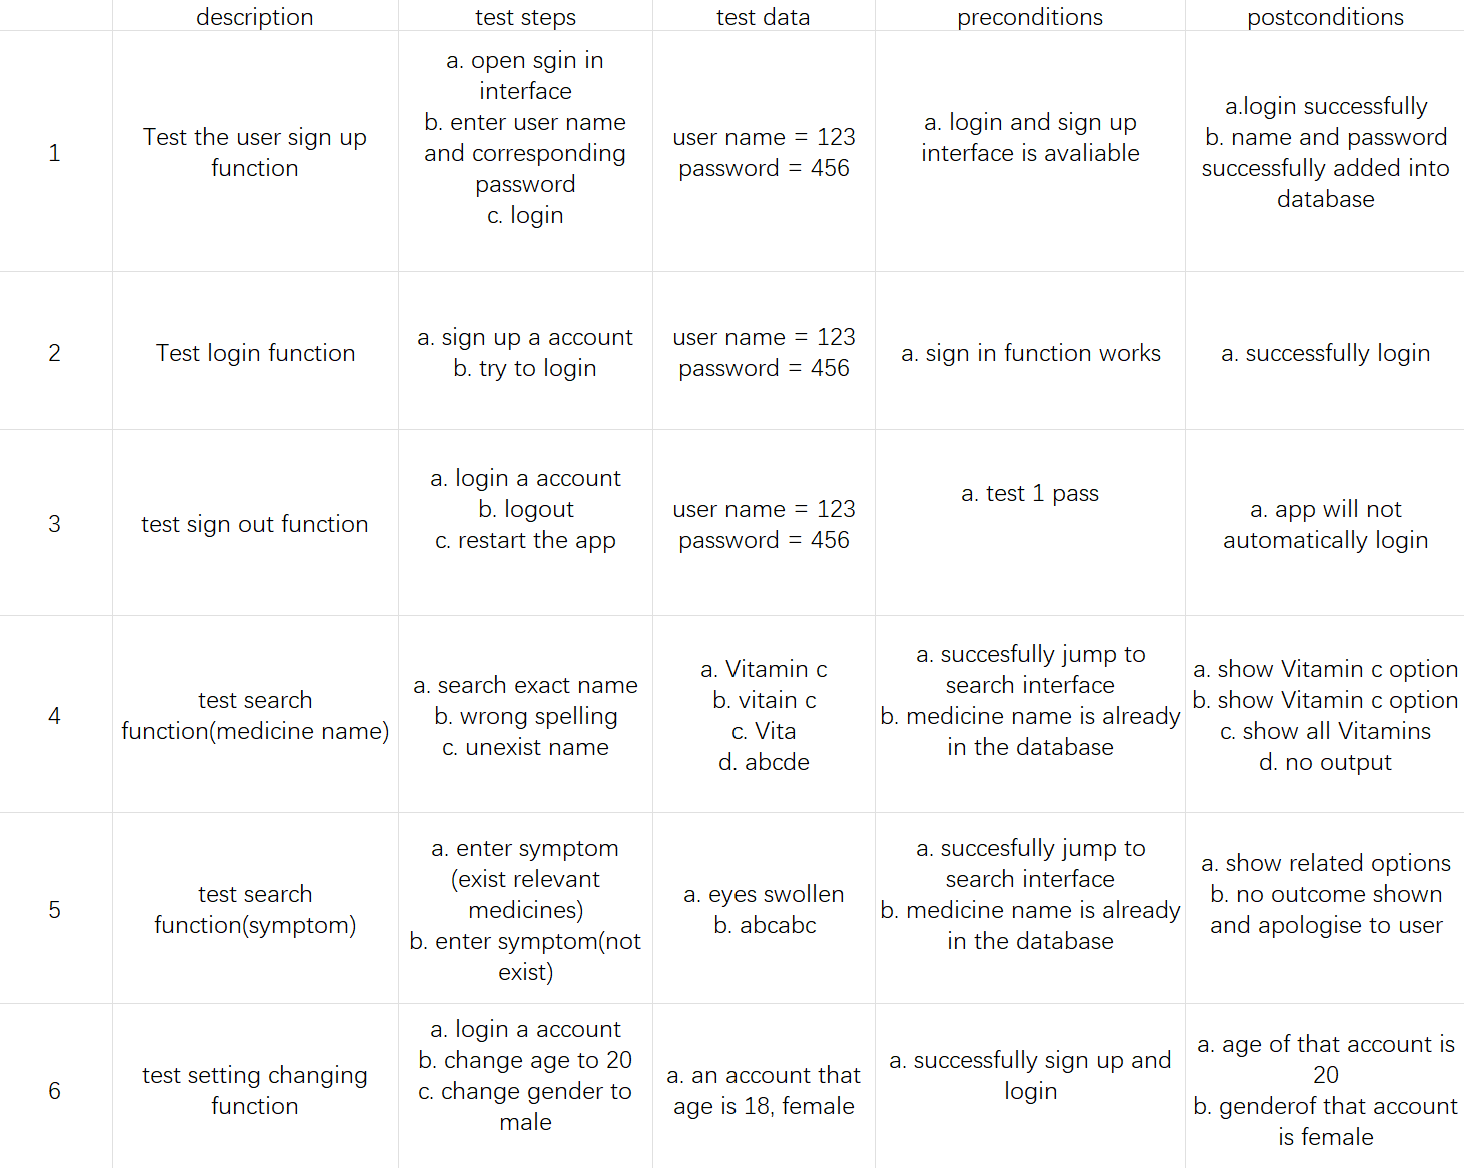 description
test steps
test data
preconditions
postconditions
1
Test the user sign up
function
a. open sgin in
interface
b. enter user name
and corresponding
password
c. login
user name = 123
password = 456
a. login and sign up
interface is avaliable
a.login successfully
b. name and password
successfully added into
database
2
Test login function
a. sign up a account
b. try to login
user name = 123
password = 456
a. sign in function works
a. successfully login
3
test sign out function
a. login a account
b. logout
c. restart the app
user name = 123
password = 456
a. test 1 pass
a. app will not
automatically login
4
test search
function(medicine name)
a. search exact name
b. wrong spelling
c. unexist name
a. Vitamin c
b. vitain c
c. Vita
d. abcde
a. succesfully jump to
search interface
b. medicine name is already
in the database
a. show Vitamin c option
b. show Vitamin c option
c. show all Vitamins
d. no output
5
test search
function(symptom)
a. enter symptom
(exist relevant
medicines)
b. enter symptom(not
exist)
a. eyes swollen
b. abcabc
a. succesfully jump to
search interface
b. medicine name is already
in the database
a. show related options
b. no outcome shown
and apologise to user
6
test setting changing
function
a. login a account
b. change age to 20
c. change gender to
male
a. an account that
age is 18, female
a. successfully sign up and
login
a. age of that account is
20
b. genderof that account
is female